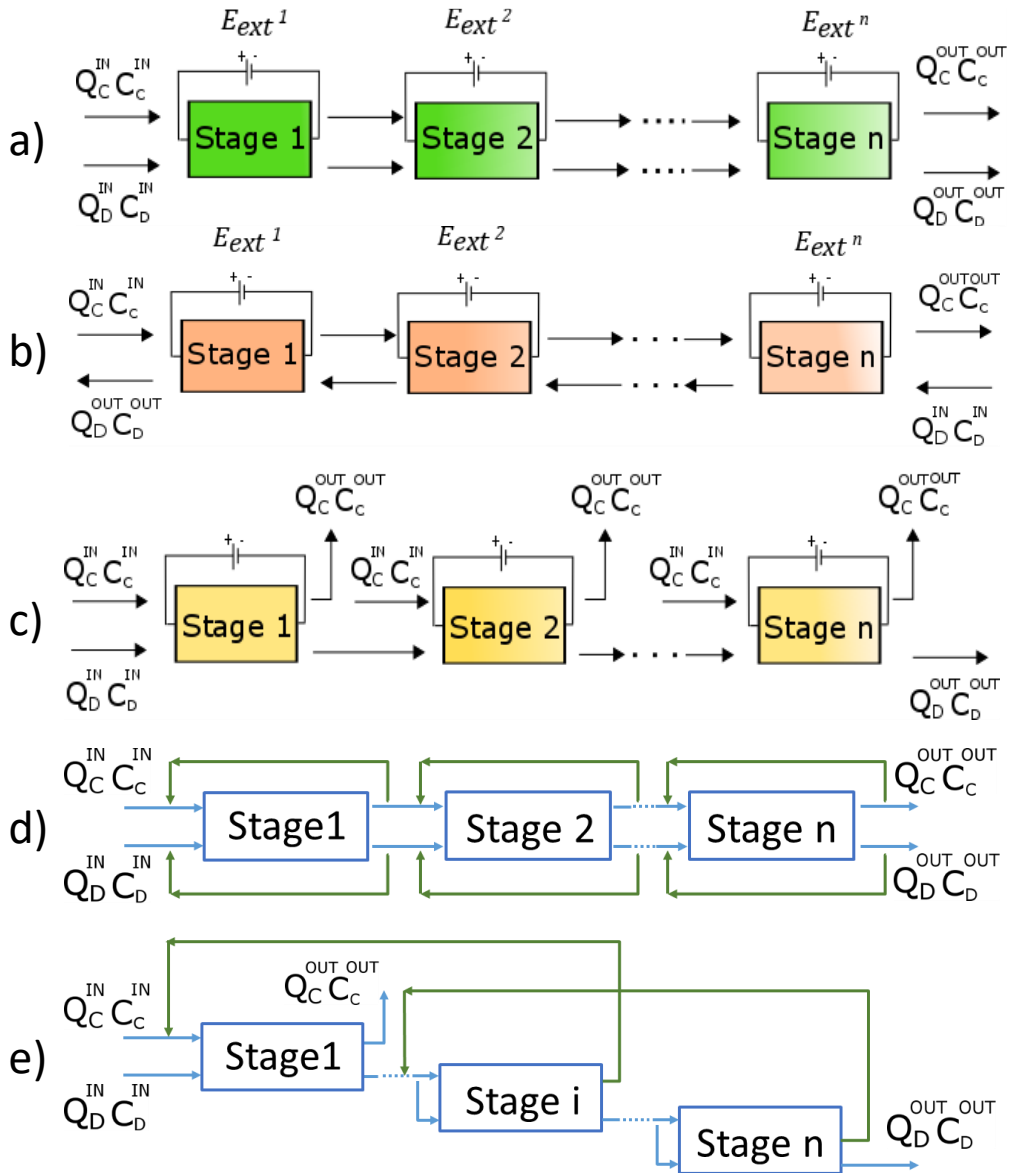 E_ext^1 E_ext^2 E_ext^n
Q_C^IN C_c^IN Q_C^OUT C_c^OUT
a) Stage 1 Stage 2 Stage n
Q_D^IN C_D^IN Q_D^OUT C_D^OUT
+ - + - + -
E_ext^1 E_ext^2 E_ext^n
Q_C^IN C_c^IN Q_C^OUT C_c^OUT
+ - + - + -
b) Stage 1 Stage 2 Stage n
Q_D^OUT C_D^OUT Q_D^IN C_D^IN
Q_C^OUT C_c^OUT Q_C^OUT C_c^OUT Q_C^OUT C_c^OUT
+ - + - + -
Q_C^IN C_c^IN Q_C^IN C_c^IN Q_C^IN C_c^IN
c) Stage 1 Stage 2 Stage n
Q_D^IN C_D^IN Q_D^OUT C_D^OUT
Q_C^IN C_c^IN Q_C^OUT C_c^OUT
d) Stage1 Stage 2 Stage n
Q_D^IN C_D^IN Q_D^OUT C_D^OUT
Q_C^IN C_c^IN Q_C^OUT C_c^OUT
e) Stage1 Stage i Stage n
Q_D^IN C_D^IN Q_D^OUT C_D^OUT